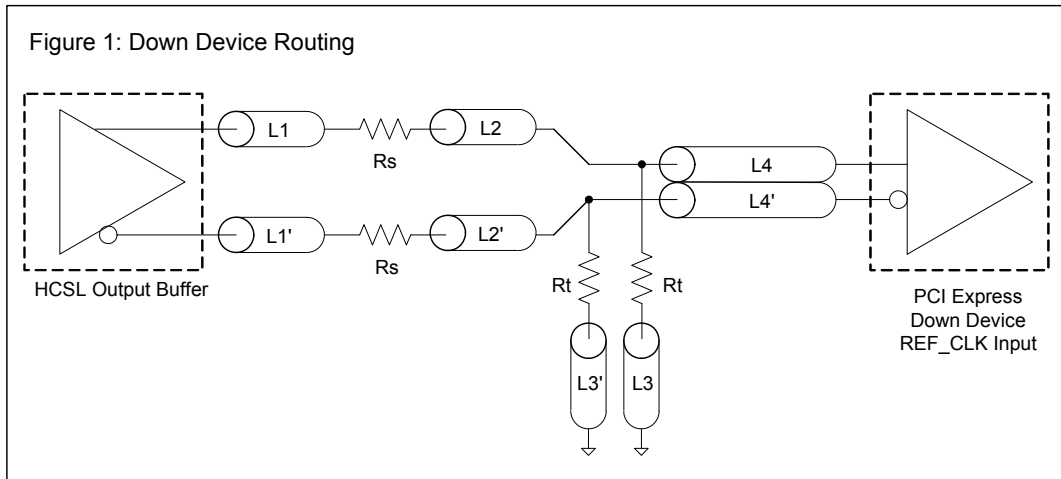 Figure 1: Down Device Routing
L1
Rs
L2
L4
L4'
L1'
Rs
L2'
HCSL Output Buffer
Rt
Rt
L3'
L3
PCI Express
Down Device
REF_CLK Input